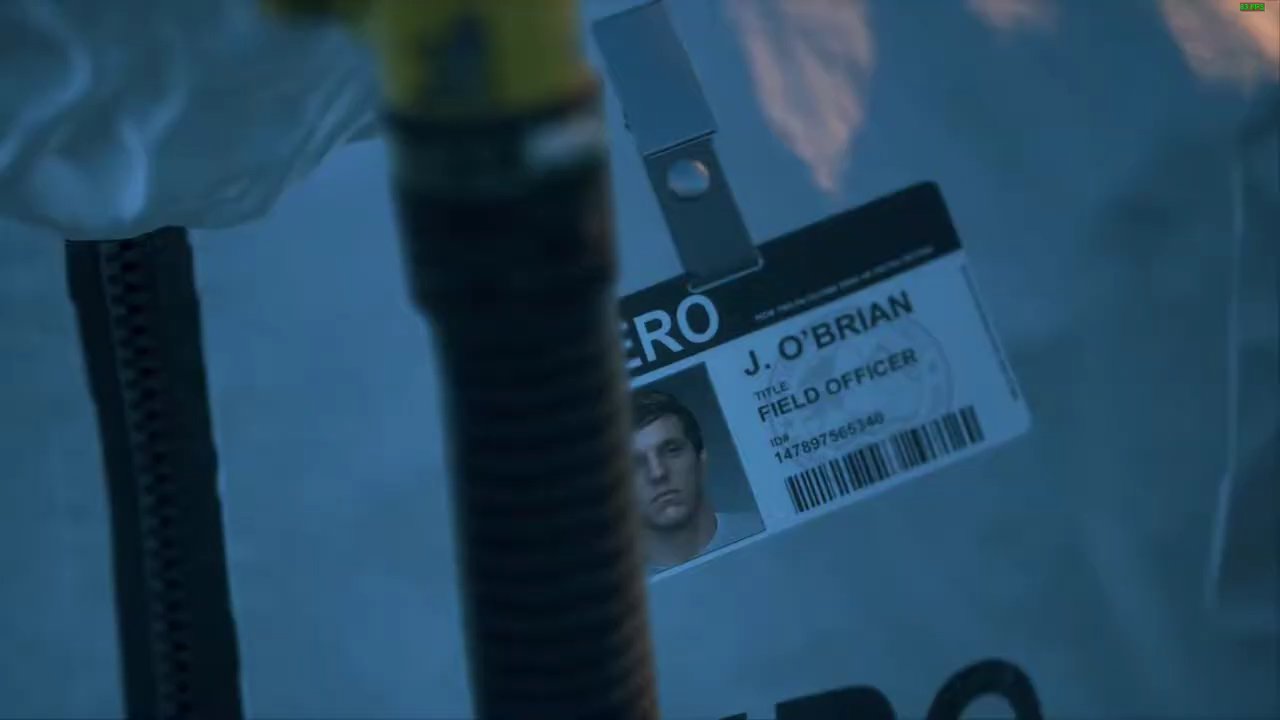 ERO
J. O'BRIAN
TITLE
FIELD OFFICER
ID#
147897565340